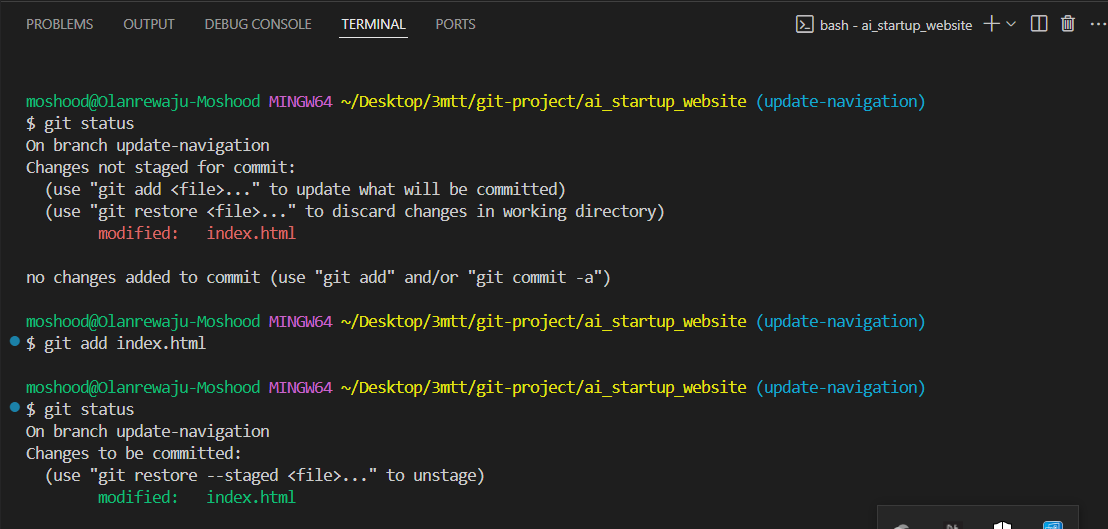 PROBLEMS OUTPUT DEBUG CONSOLE TERMINAL PORTS bash - ai_startup_website
moshood@Olanrewaju-Moshood MINGW64 ~/Desktop/3mtt/git-project/ai_startup_website (update-navigation)
$ git status
On branch update-navigation
Changes not staged for commit:
  (use "git add <file>..." to update what will be committed)
  (use "git restore <file>..." to discard changes in working directory)
        modified:   index.html
no changes added to commit (use "git add" and/or "git commit -a")
moshood@Olanrewaju-Moshood MINGW64 ~/Desktop/3mtt/git-project/ai_startup_website (update-navigation)
$ git add index.html
moshood@Olanrewaju-Moshood MINGW64 ~/Desktop/3mtt/git-project/ai_startup_website (update-navigation)
$ git status
On branch update-navigation
Changes to be committed:
  (use "git restore --staged <file>..." to unstage)
        modified:   index.html